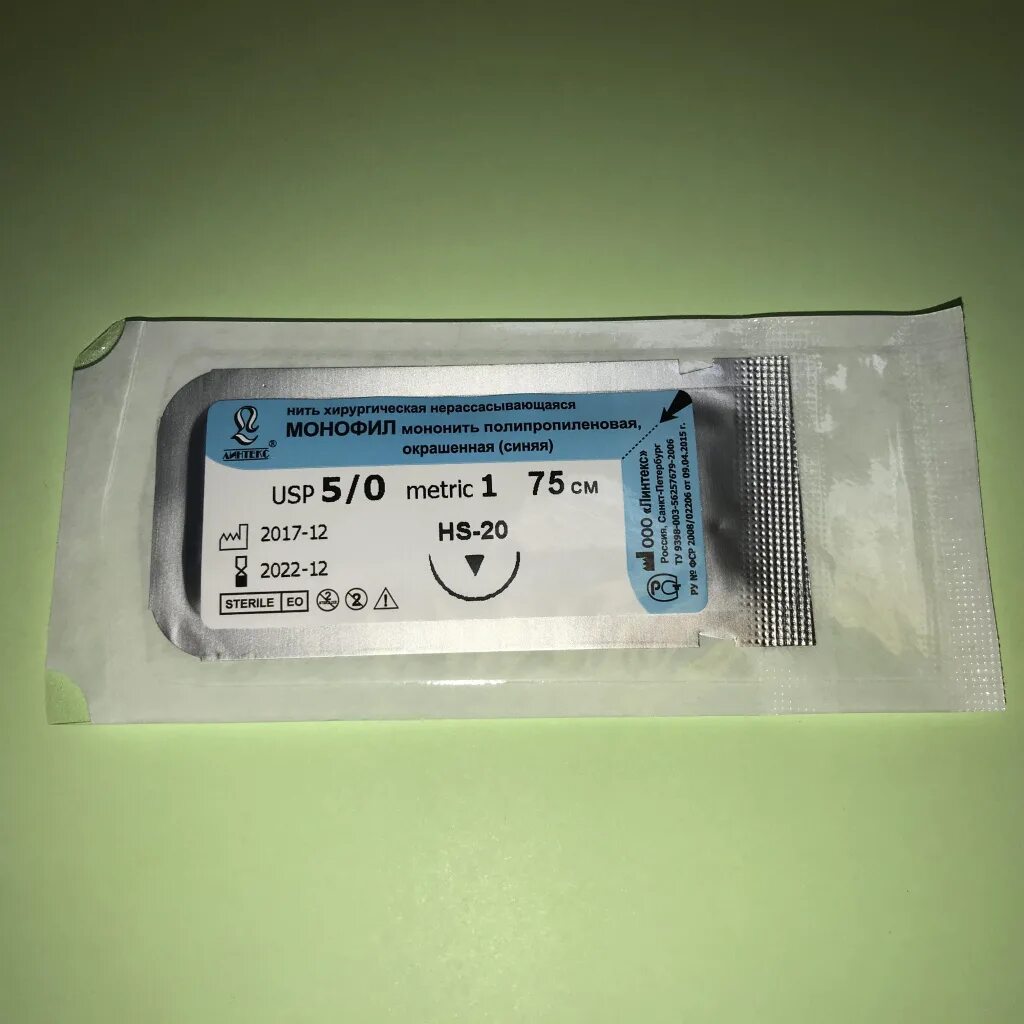 ЛИНТЕКС®
нить хирургическая нерассасывающаяся
МОНОФИЛ мононить полипропиленовая,
окрашенная (синяя)
USP 5/0 metric 1 75 см
2017-12
HS-20
2022-12
STERILE EO
2
2
ООО «Линтекс»
Россия, Санкт-Петербург
ТУ 9398-003-56257679-2006
РУ № ФСР 2008/02206 от 09.04.2015 г.